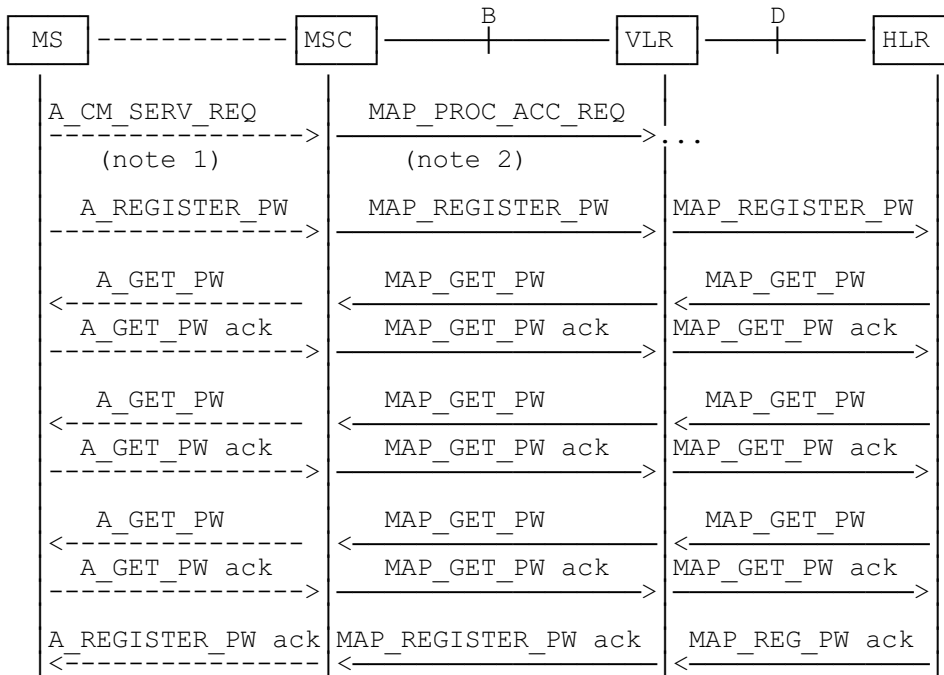 B D
MS MSC VLR HLR
A_CM_SERV_REQ MAP_PROC_ACC_REQ
...
(note 1) (note 2)
A_REGISTER_PW MAP_REGISTER_PW MAP_REGISTER_PW
A_GET_PW MAP_GET_PW MAP_GET_PW
A_GET_PW ack MAP_GET_PW ack MAP_GET_PW ack
A_GET_PW MAP_GET_PW MAP_GET_PW
A_GET_PW ack MAP_GET_PW ack MAP_GET_PW ack
A_GET_PW MAP_GET_PW MAP_GET_PW
A_GET_PW ack MAP_GET_PW ack MAP_GET_PW ack
A_REGISTER_PW ack MAP_REGISTER_PW ack MAP_REG_PW ack